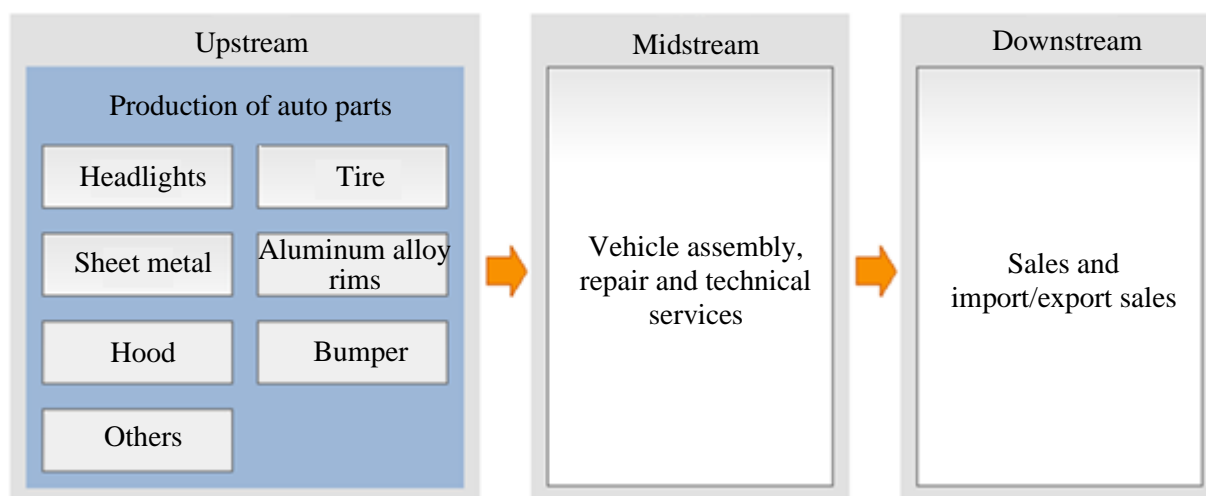 Upstream
Production of auto parts
Headlights
Tire
Sheet metal
Aluminum alloy
rims
Hood
Bumper
Others
Midstream
Vehicle assembly,
repair and technical
services
Downstream
Sales and
import/export sales